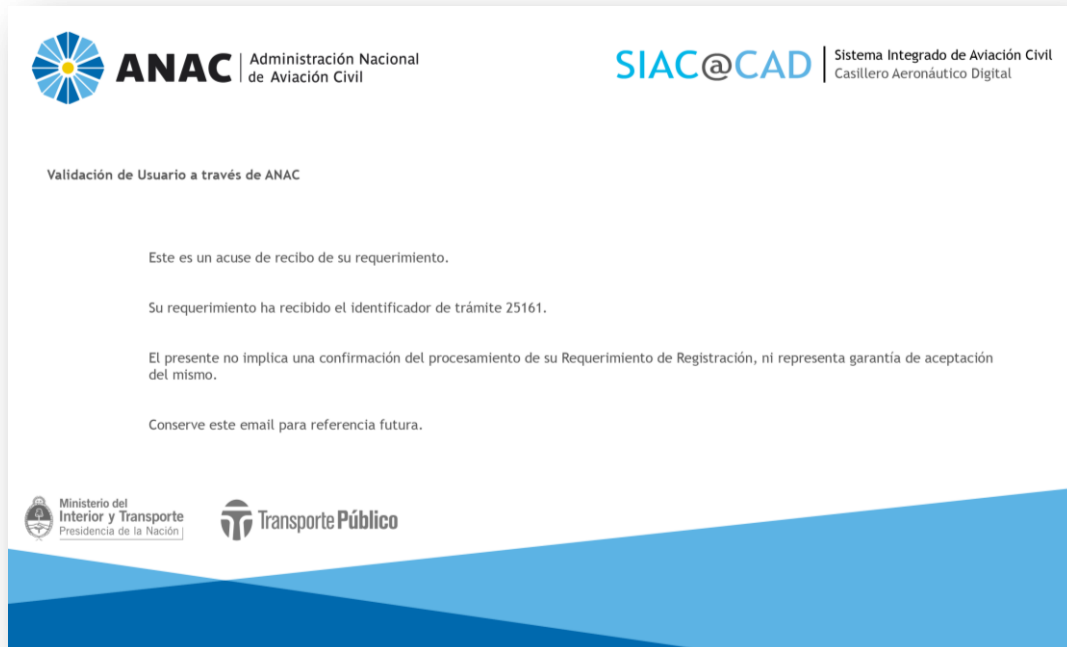 ANAC
Administración Nacional
de Aviación Civil
SIAC@CAD
Sistema Integrado de Aviación Civil
Casillero Aeronáutico Digital
Validación de Usuario a través de ANAC
Este es un acuse de recibo de su requerimiento.
Su requerimiento ha recibido el identificador de trámite 25161.
El presente no implica una confirmación del procesamiento de su Requerimiento de Registración, ni representa garantía de aceptación
del mismo.
Conserve este email para referencia futura.
Ministerio del
Interior y Transporte
Presidencia de la Nación
Transporte Público